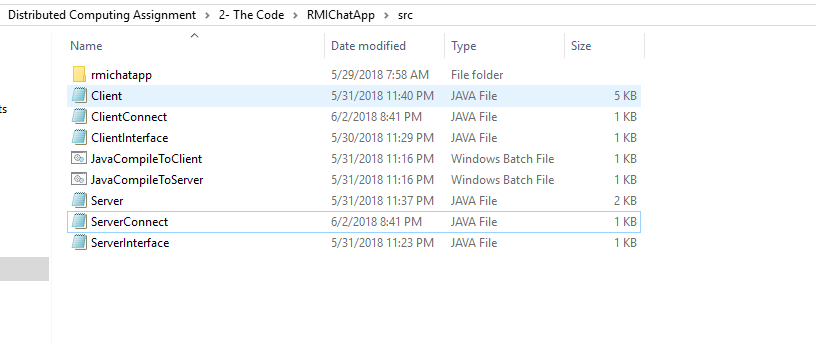 Distributed Computing Assignment > 2- The Code > RMIChatApp > src
Name Date modified Type Size
rmichatapp 5/29/2018 7:58 AM File folder
ts
Client 5/31/2018 11:40 PM JAVA File 5 KB
ClientConnect 6/2/2018 8:41 PM JAVA File 1 KB
ClientInterface 5/30/2018 11:29 PM JAVA File 1 KB
JavaCompileToClient 5/31/2018 11:16 PM Windows Batch File 1 KB
JavaCompileToServer 5/31/2018 11:16 PM Windows Batch File 1 KB
Server 5/31/2018 11:37 PM JAVA File 2 KB
ServerConnect 6/2/2018 8:41 PM JAVA File 1 KB
ServerInterface 5/31/2018 11:23 PM JAVA File 1 KB